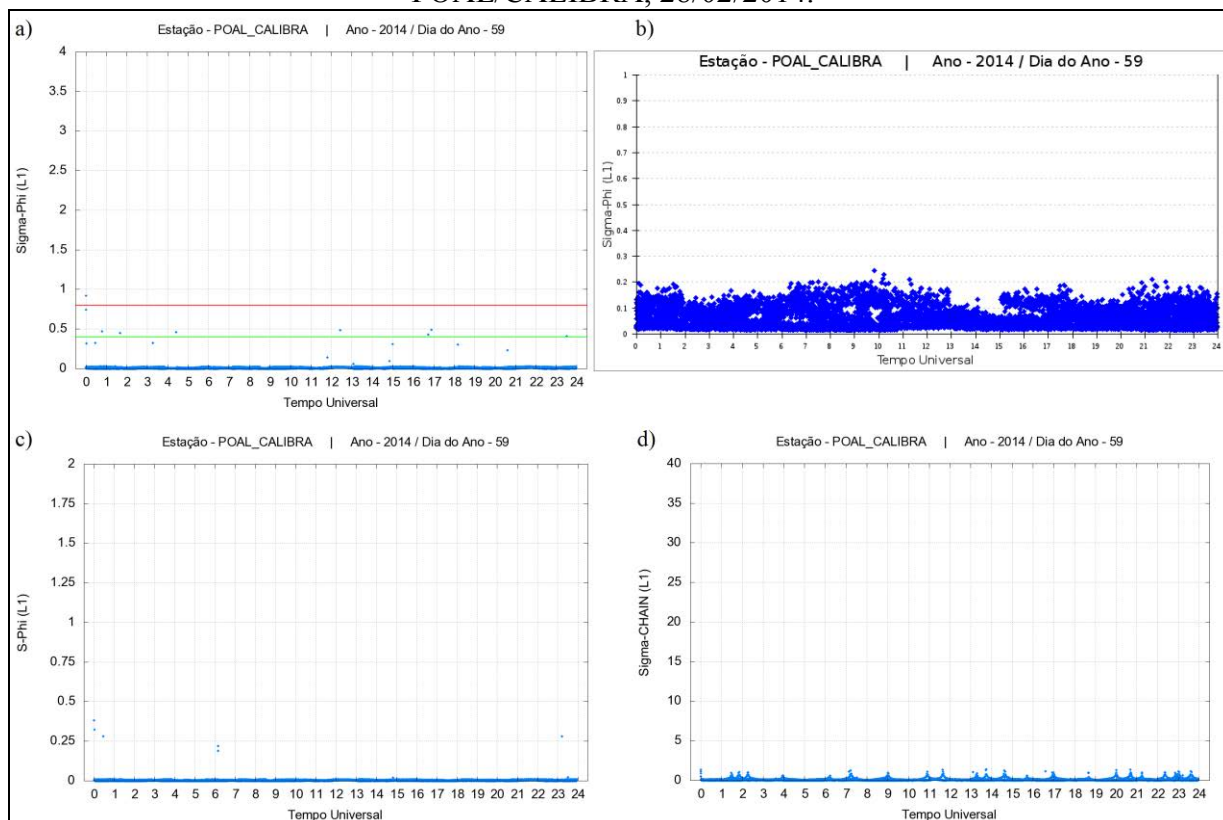 POAL/CALIBRA, 28/02/2014.
a)
Estação - POAL_CALIBRA | Ano - 2014 / Dia do Ano - 59
4
3.5
3
2.5
2
1.5
1
0.5
0
Sigma-Phi (L1)
0 1 2 3 4 5 6 7 8 9 10 11 12 13 14 15 16 17 18 19 20 21 22 23 24
Tempo Universal
b)
Estação - POAL_CALIBRA | Ano - 2014 / Dia do Ano - 59
1
0.9
0.8
0.7
0.6
0.5
0.4
0.3
0.2
0.1
0
Sigma-Phi (L1)
0 1 2 3 4 5 6 7 8 9 10 11 12 13 14 15 16 17 18 19 20 21 22 23 24
Tempo Universal
c)
Estação - POAL_CALIBRA | Ano - 2014 / Dia do Ano - 59
2
1.75
1.5
1.25
1
0.75
0.5
0.25
0
S-Phi (L1)
0 1 2 3 4 5 6 7 8 9 10 11 12 13 14 15 16 17 18 19 20 21 22 23 24
Tempo Universal
d)
Estação - POAL_CALIBRA | Ano - 2014 / Dia do Ano - 59
40
35
30
25
20
15
10
5
0
Sigma-CHAIN (L1)
0 1 2 3 4 5 6 7 8 9 10 11 12 13 14 15 16 17 18 19 20 21 22 23 24
Tempo Universal